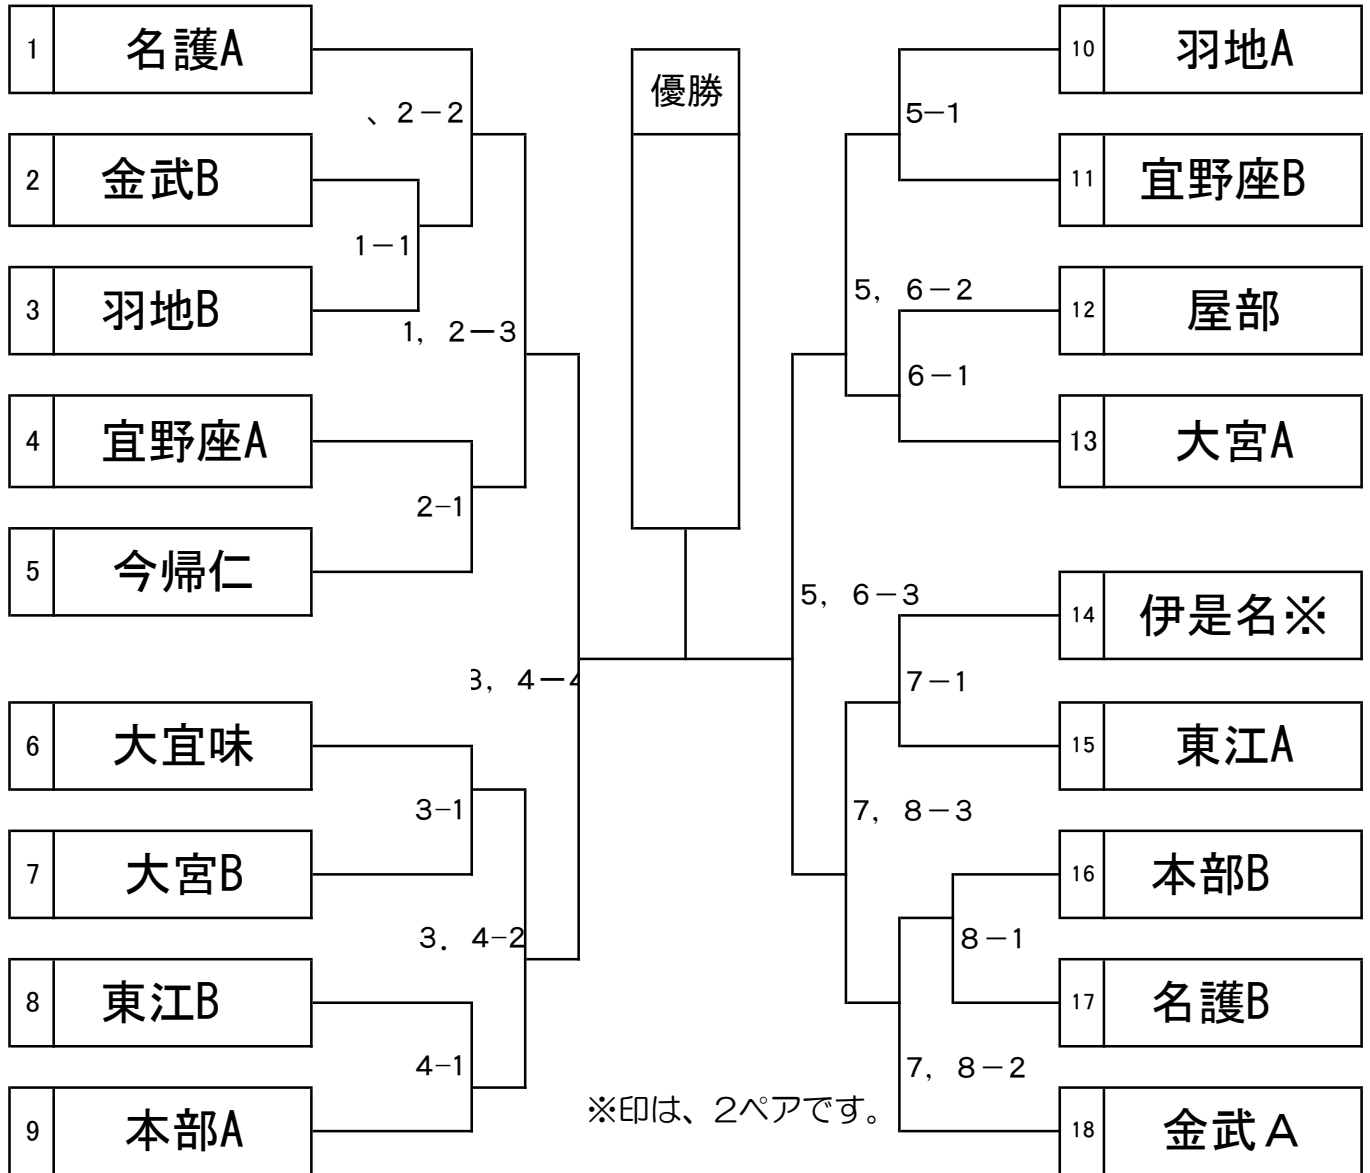 1 名護A
、2－2
2 金武B
1－1
3 羽地B
1, 2－3
4 宜野座A
2-1
5 今帰仁
3, 4－4
6 大宜味
3-1
7 大宮B
3. 4-2
8 東江B
4-1
9 本部A
優勝
※印は、2ペアです。
10 羽地A
5－1
11 宜野座B
5, 6－2
12 屋部
6－1
13 大宮A
5, 6－3
14 伊是名※
7－1
15 東江A
7, 8－3
16 本部B
8－1
17 名護B
7, 8－2
18 金武A